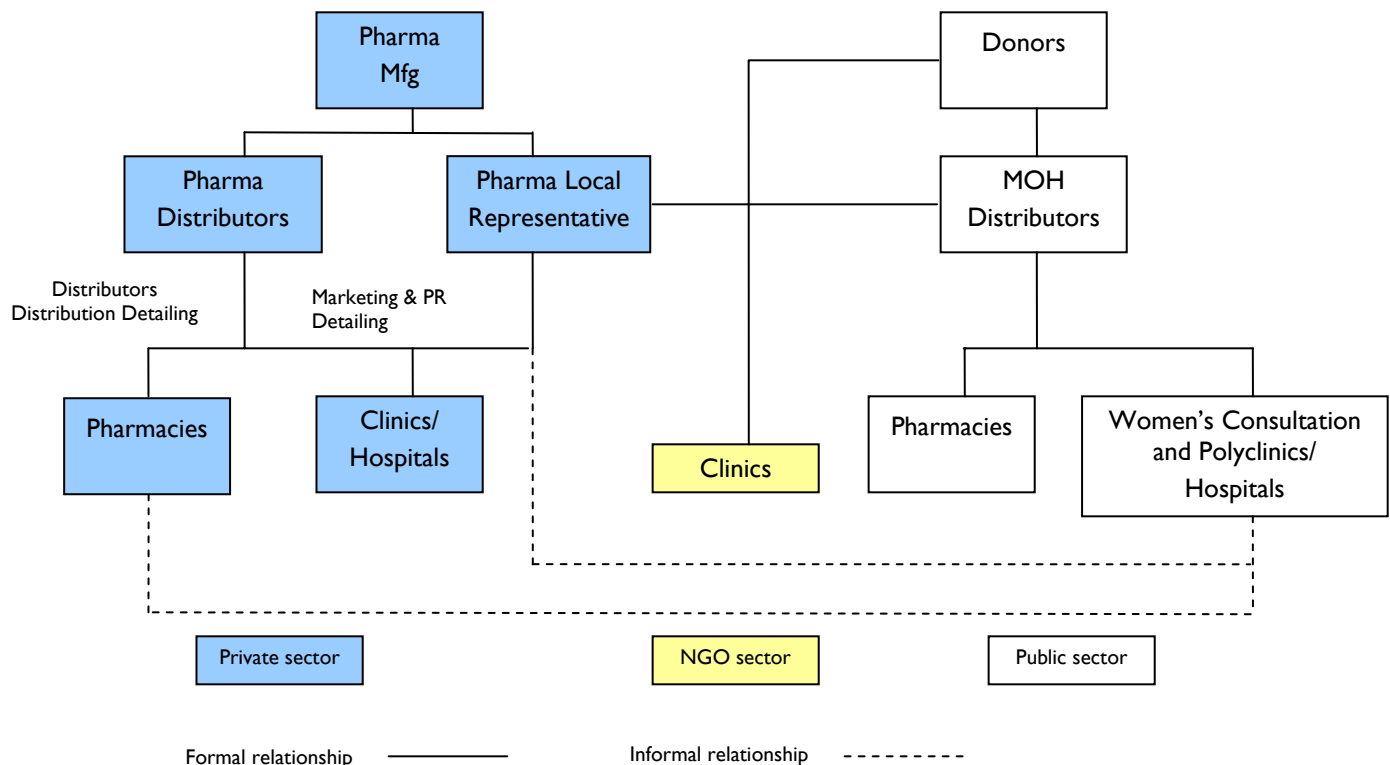 Pharma
Mfg
Donors
Pharma
Distributors
Pharma Local
Representative
MOH
Distributors
Distributors
Distribution Detailing
Marketing & PR
Detailing
Pharmacies
Clinics/
Hospitals
Clinics
Pharmacies
Women's Consultation
and Polyclinics/
Hospitals
Private sector
NGO sector
Public sector
Formal relationship
Informal relationship